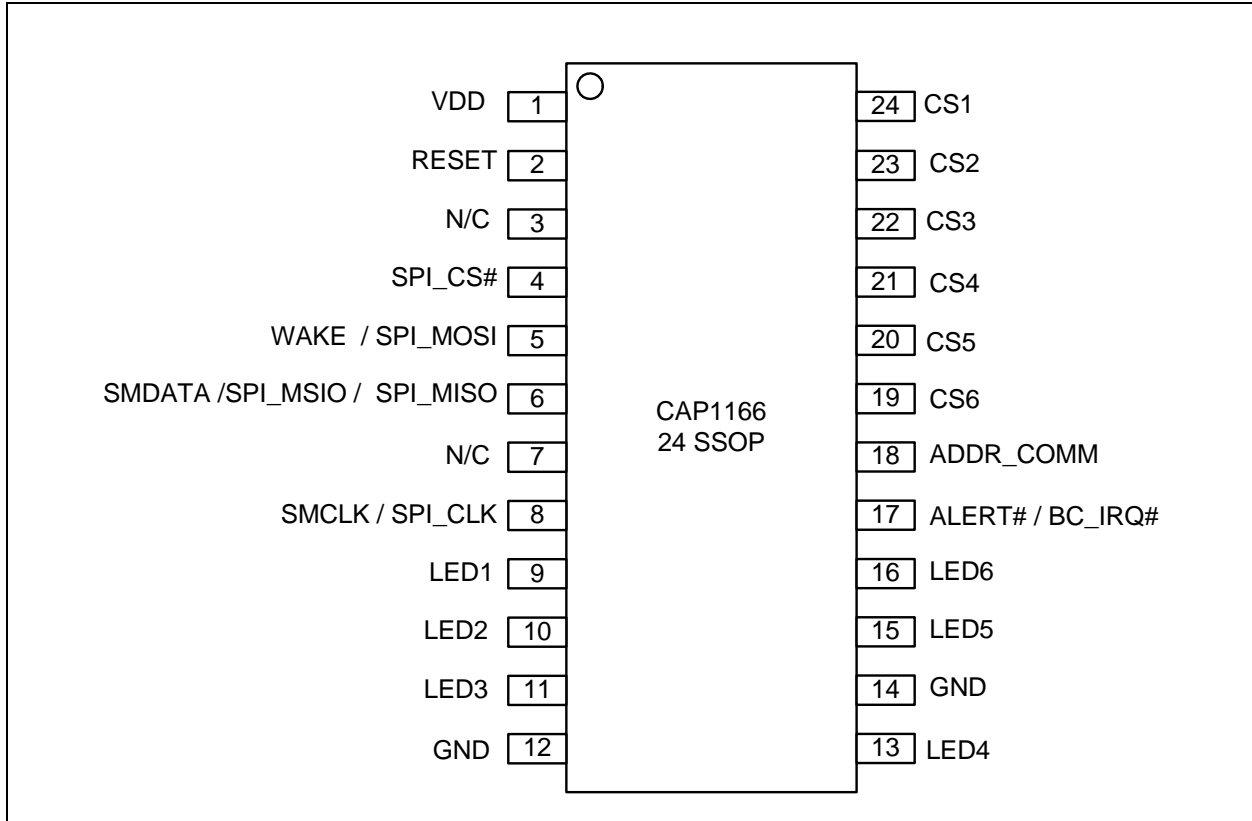 VDD 1
RESET 2
N/C 3
SPI_CS# 4
WAKE / SPI_MOSI 5
SMDATA /SPI_MSIO / SPI_MISO 6
N/C 7
SMCLK / SPI_CLK 8
LED1 9
LED2 10
LED3 11
GND 12
CAP1166
24 SSOP
24 CS1
23 CS2
22 CS3
21 CS4
20 CS5
19 CS6
18 ADDR_COMM
17 ALERT# / BC_IRQ#
16 LED6
15 LED5
14 GND
13 LED4